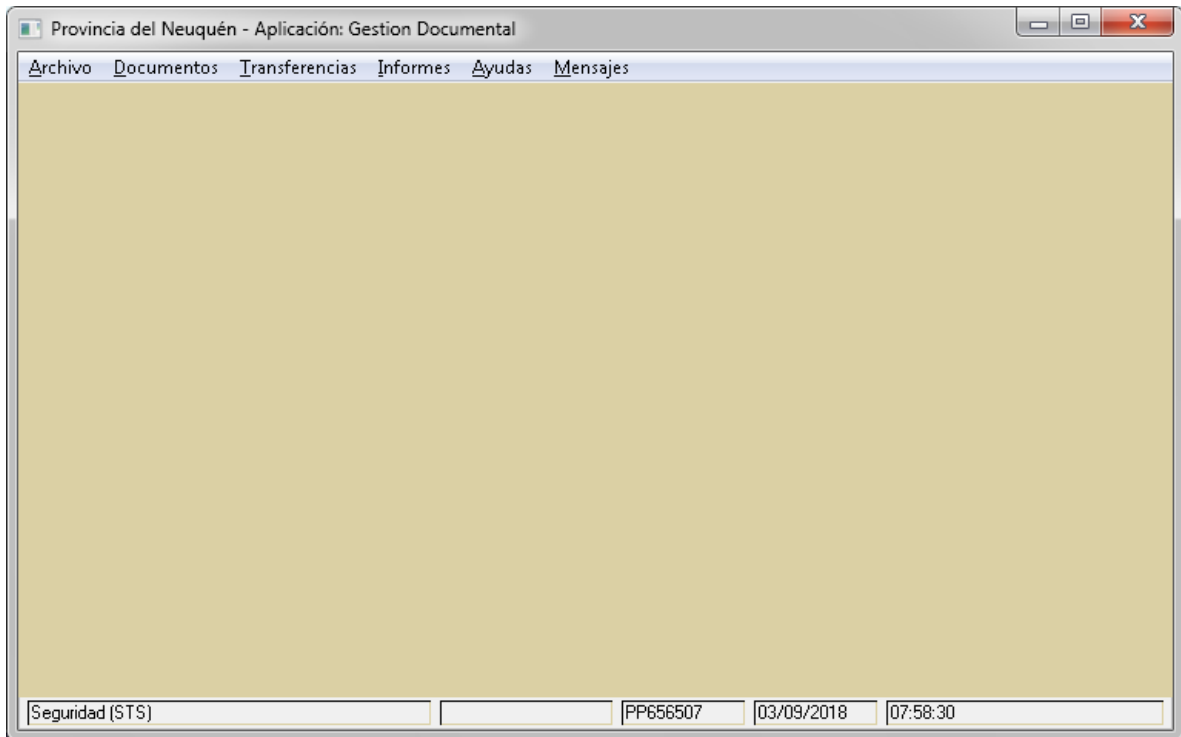 Provincia del Neuquén - Aplicación: Gestion Documental
Archivo Documentos Transferencias Informes Ayudas Mensajes
Seguridad (STS) PP656507 03/09/2018 07:58:30